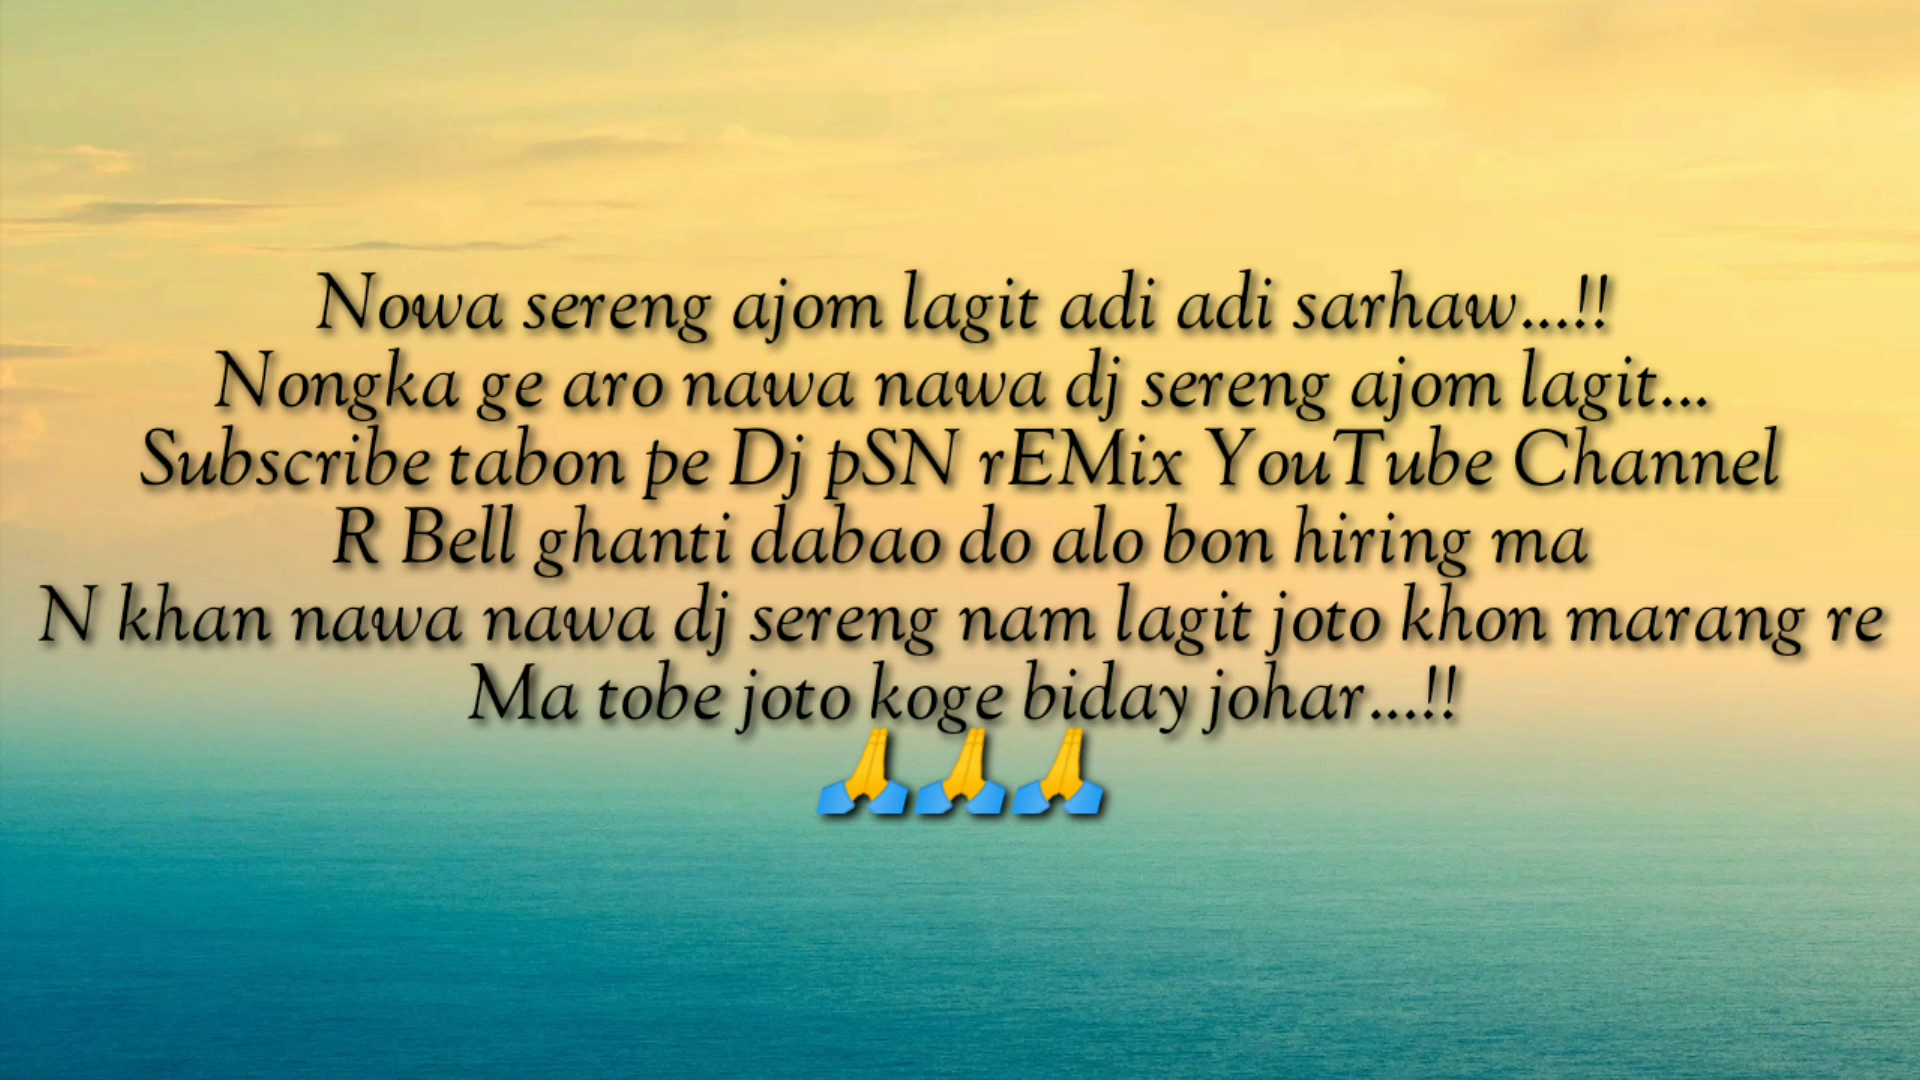 Nowa sereng ajom lagit adi adi sarhaw...!!
Nongka ge aro nawa nawa dj sereng ajom lagit...
Subscribe tabon pe Dj pSN rEMix YouTube Channel
R Bell ghanti dabao do alo bon hiring ma
N khan nawa nawa dj sereng nam lagit joto khon marang re
Ma tobe joto koge biday johar...!!
🙏🙏🙏